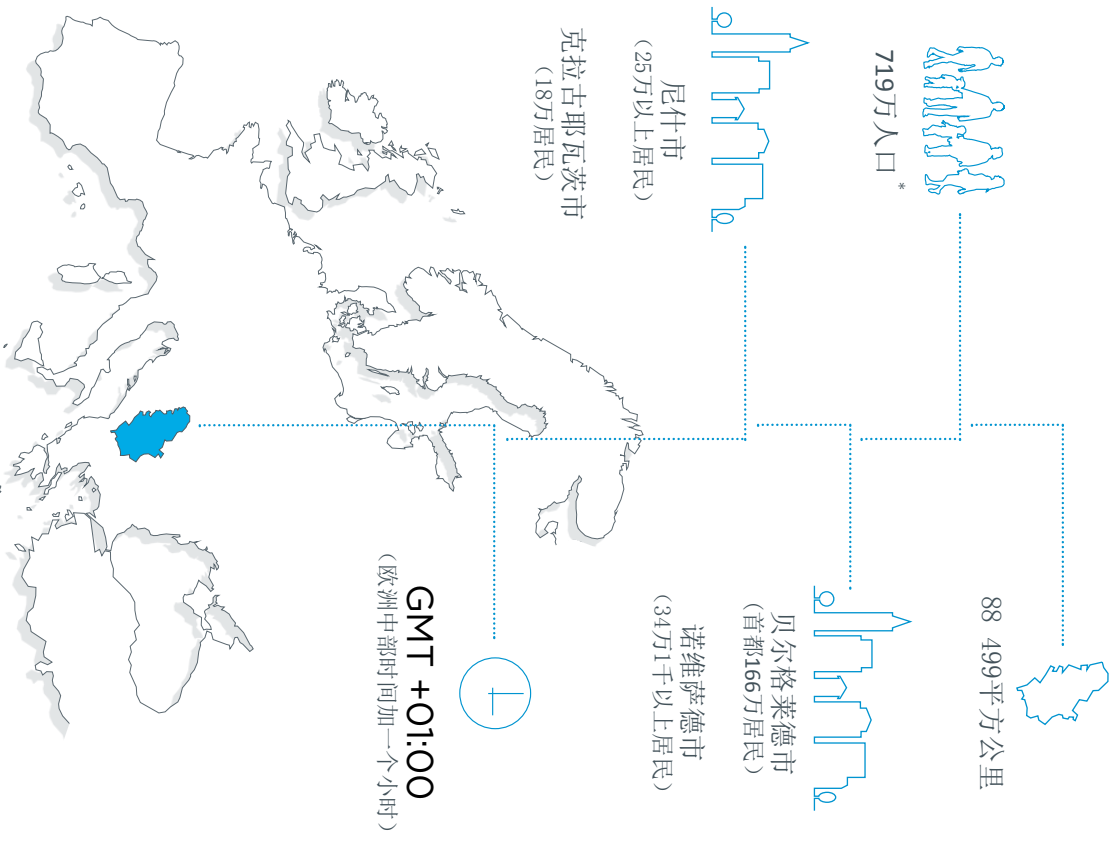 88 499平方公里
719万人口*
贝尔格莱德市
(首都166万居民)
诺维萨德市
(34万1千以上居民)
尼什市
(25万以上居民)
克拉古耶瓦茨市
(18万居民)
GMT +01:00
(欧洲中部时间加一个小时)